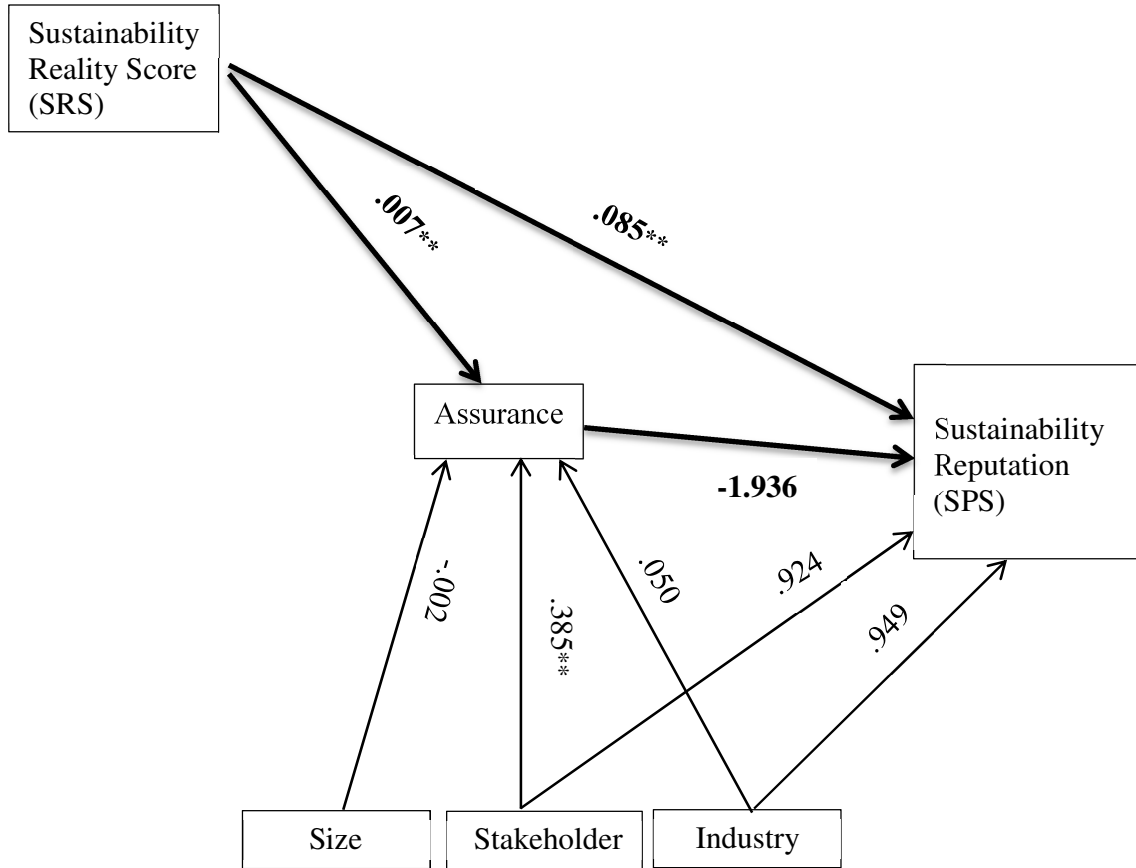 Sustainability
Reality Score
(SRS)
.007**
.085**
Assurance
Sustainability
Reputation
(SPS)
-1.936
-.002
.385**
.050
.924
.949
Size
Stakeholder
Industry